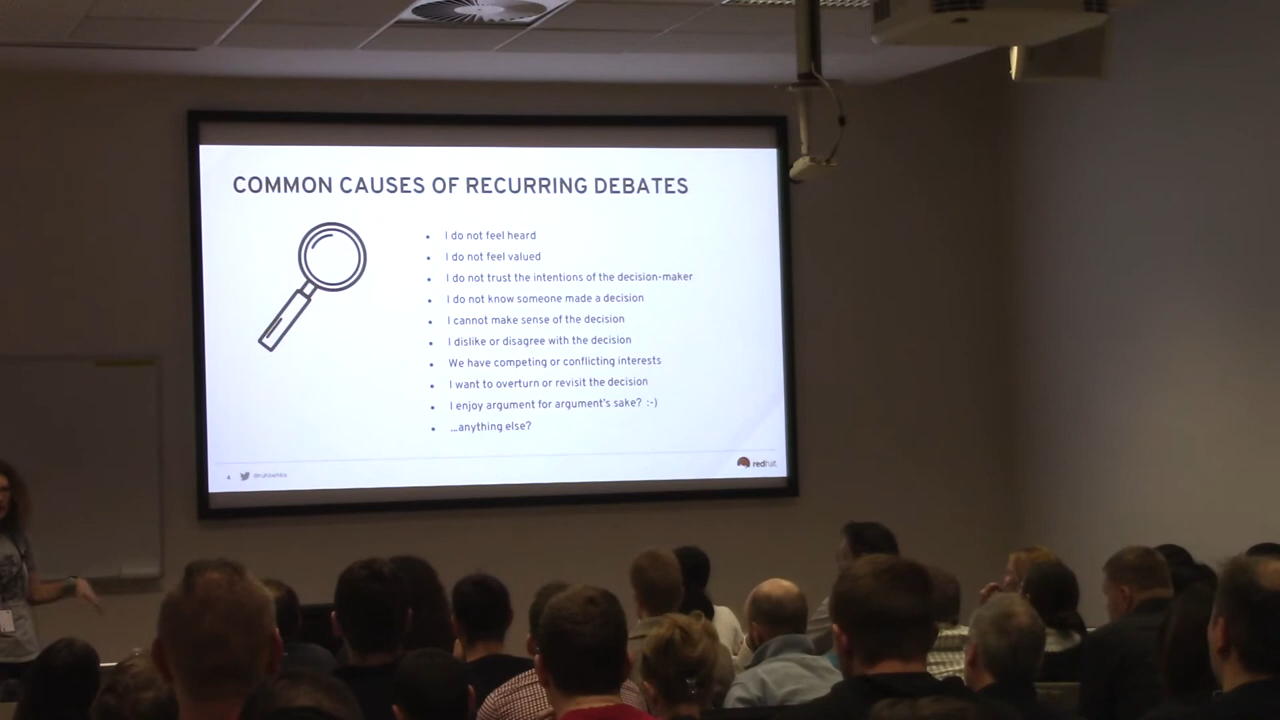 COMMON CAUSES OF RECURRING DEBATES
• I do not feel heard
• I do not feel valued
• I do not trust the intentions of the decision-maker
• I do not know someone made a decision
• I cannot make sense of the decision
• I dislike or disagree with the decision
• We have competing or conflicting interests
• I want to overturn or revisit the decision
• I enjoy argument for argument's sake? :-)
• ...anything else?
4
redhat